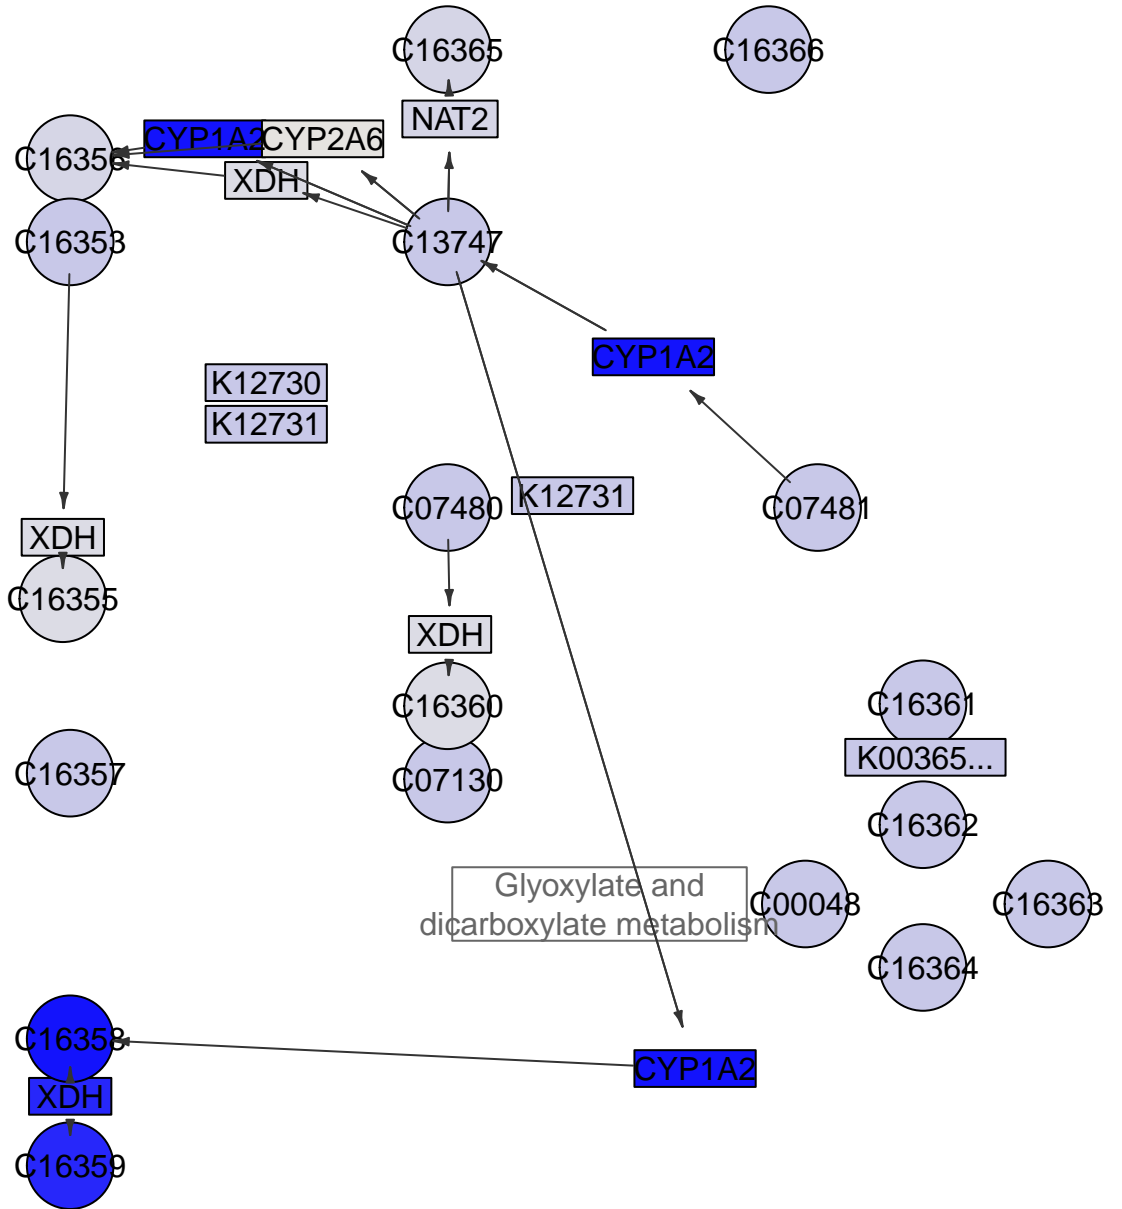 C16365
C16366
NAT2
CYP1A2
CYP2A6
C16356
XDH
C16353
C13747
CYP1A2
K12730
K12731
K12731
C07480
C07481
XDH
C16355
XDH
C16360
C16361
K00365...
C16357
C07130
C16362
Glyoxylate and
dicarboxylate metabolism
C00048
C16363
C16364
C16358
CYP1A2
XDH
C16359